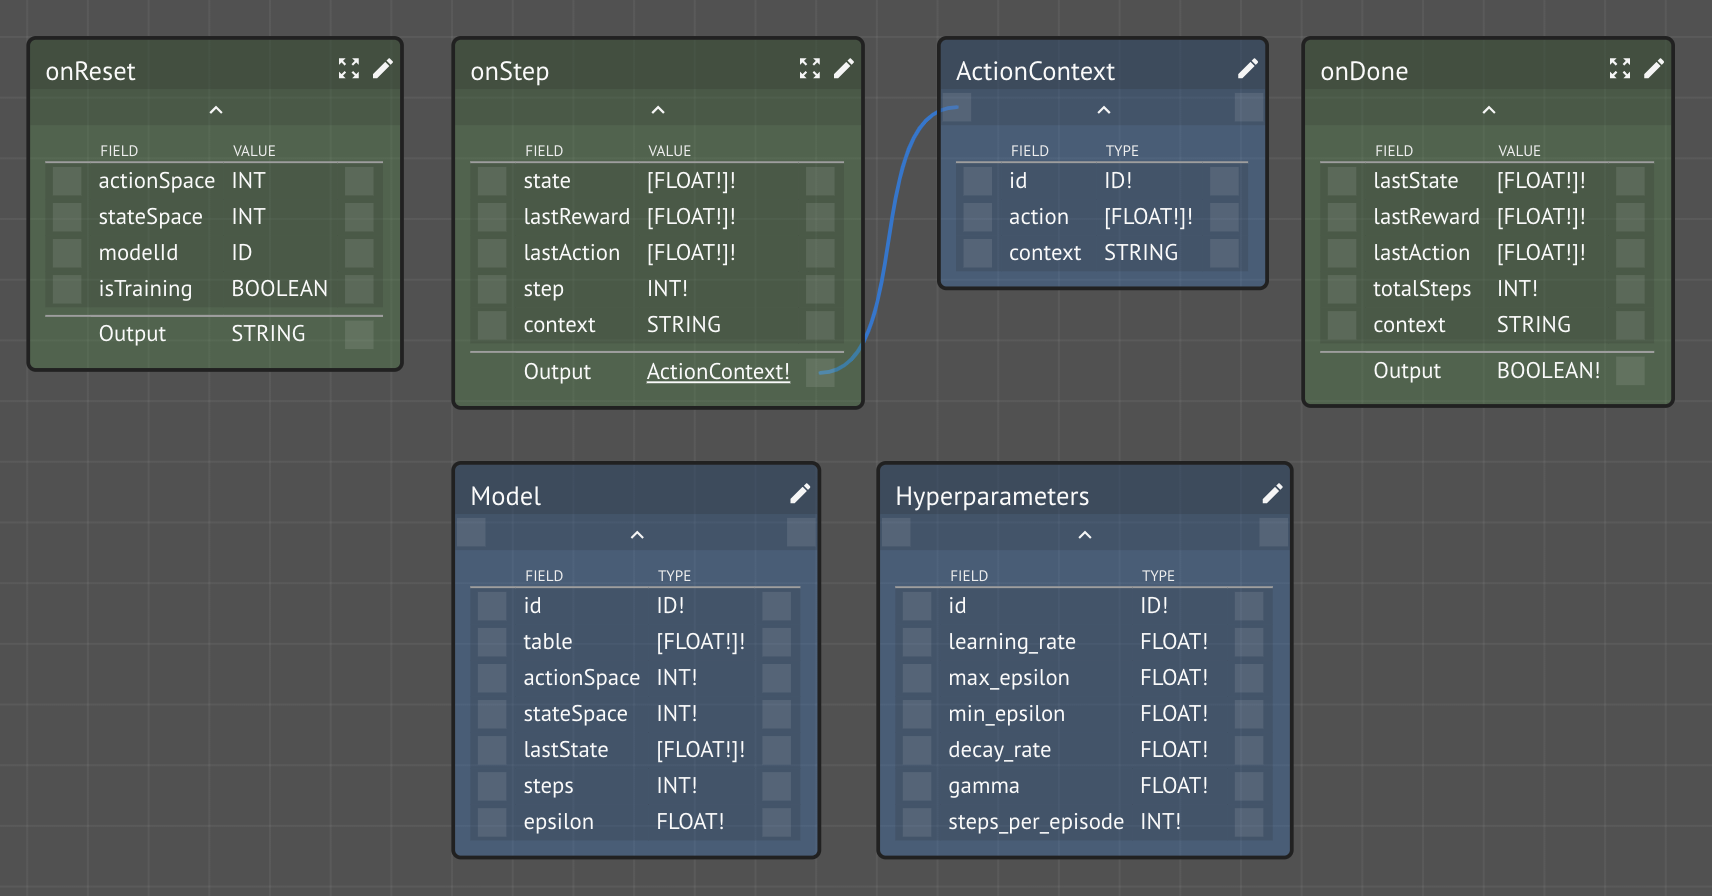 onReset
FIELD VALUE
actionSpace INT
stateSpace INT
modelId ID
isTraining BOOLEAN
Output STRING
onStep
FIELD VALUE
state [FLOAT!]!
lastReward [FLOAT!]!
lastAction [FLOAT!]!
step INT!
context STRING
Output ActionContext!
ActionContext
FIELD TYPE
id ID!
action [FLOAT!]!
context STRING
onDone
FIELD VALUE
lastState [FLOAT!]!
lastReward [FLOAT!]!
lastAction [FLOAT!]!
totalSteps INT!
context STRING
Output BOOLEAN!
Model
FIELD TYPE
id ID!
table [FLOAT!]!
actionSpace INT!
stateSpace INT!
lastState [FLOAT!]!
steps INT!
epsilon FLOAT!
Hyperparameters
FIELD TYPE
id ID!
learning_rate FLOAT!
max_epsilon FLOAT!
min_epsilon FLOAT!
decay_rate FLOAT!
gamma FLOAT!
steps_per_episode INT!